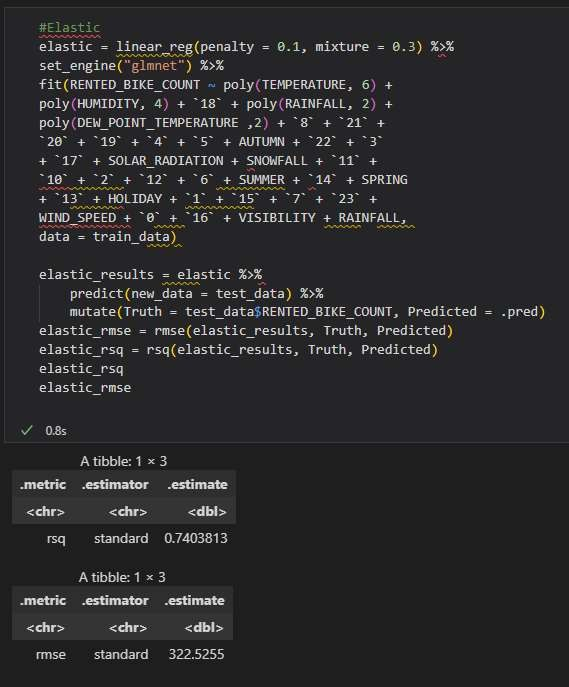 #Elastic
elastic = linear_reg(penalty = 0.1, mixture = 0.3) %>%
set_engine("glmnet") %>%
fit(RENTED_BIKE_COUNT ~ poly(TEMPERATURE, 6) +
poly(HUMIDITY, 4) + `18` + poly(RAINFALL, 2) +
poly(DEW_POINT_TEMPERATURE ,2) + `8` + `21` +
`20` + `19` + `4` + `5` + AUTUMN + `22` + `3`
+ `17` + SOLAR_RADIATION + SNOWFALL + `11` +
`10` + `2` + `12` + `6` + SUMMER + `14` + SPRING
+ `13` + HOLIDAY + `1` + `15` + `7` + `23` +
WIND_SPEED + `0` + `16` + VISIBILITY + RAINFALL,
data = train_data)
elastic_results = elastic %>%
predict(new_data = test_data) %>%
mutate(Truth = test_data$RENTED_BIKE_COUNT, Predicted = .pred)
elastic_rmse = rmse(elastic_results, Truth, Predicted)
elastic_rsq = rsq(elastic_results, Truth, Predicted)
elastic_rsq
elastic_rmse
✓ 0.8s
A tibble: 1 × 3
.metric .estimator .estimate
<chr> <chr> <dbl>
rsq standard 0.7403813
A tibble: 1 × 3
.metric .estimator .estimate
<chr> <chr> <dbl>
rmse standard 322.5255